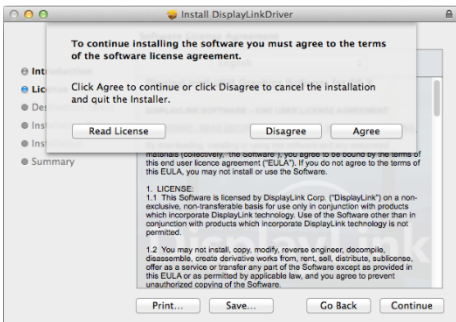 Install DisplayLinkDriver
Software License Agreement
To continue installing the software you must agree to the terms
of the software license agreement.
Click Agree to continue or click Disagree to cancel the installation
and quit the Installer.
Read License
Disagree
Agree
Summary
materials (collectively, "the Software"), you agree to be bound by the terms of
this end user licence agreement ("EULA"). If you do not agree to the terms of
this EULA, you may not install or use the Software.
1. LICENSE:
1.1 This Software is licensed by DisplayLink Corp. ("DisplayLink") on a non-
exclusive, non-transferable basis for use only in conjunction with products
which incorporate DisplayLink technology. Use of the Software other than in
conjunction with products which incorporate DisplayLink technology is not
permitted.
1.2 You may not install, copy, modify, reverse engineer, decompile,
disassemble, create derivative works from, rent, sell, distribute, sublicense,
offer as a service or transfer any part of the Software except as provided in
this EULA or as permitted by applicable law, and you agree to prevent
unauthorized copying of the Software.
DisplayLink
Print...
Save...
Go Back
Continue